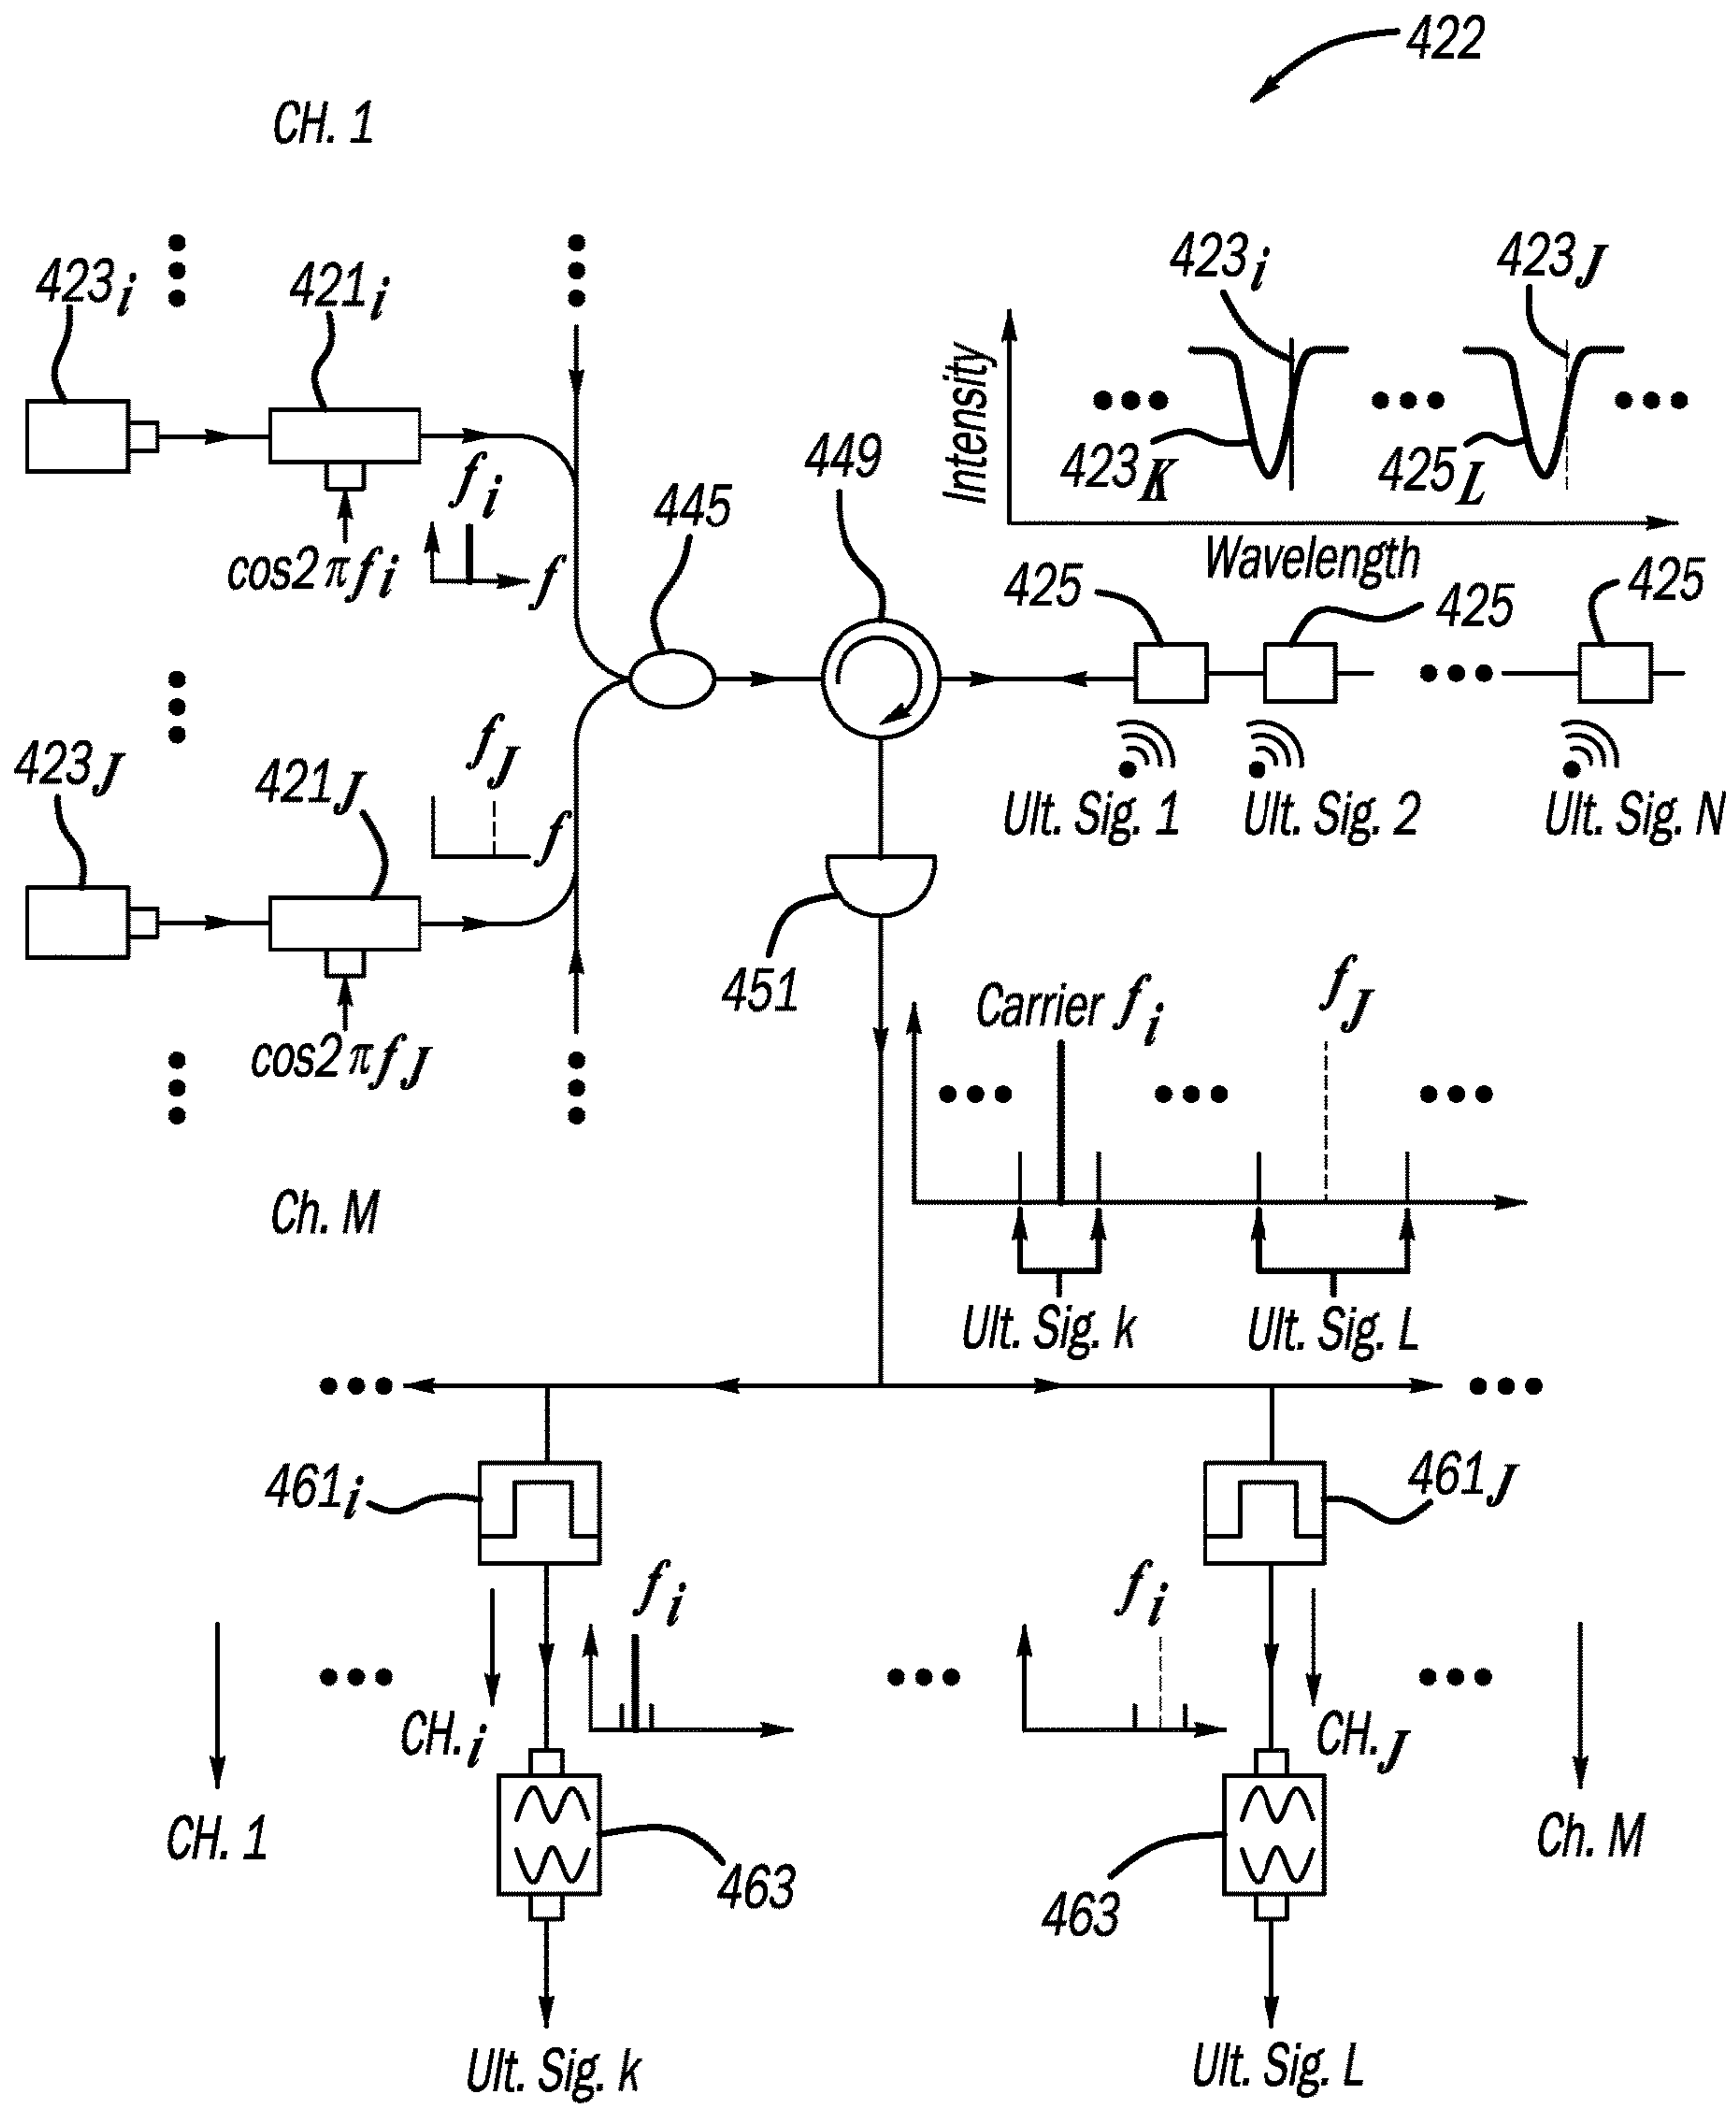 422
CH. 1
423i
421i
423i
423J
Intensity
423K
425L
Wavelength
449
445
fi
f
cos2πfi
425
425
425
423J
421J
fJ
f
cos2πfJ
Ult. Sig. 1
Ult. Sig. 2
Ult. Sig. N
451
Carrier fi
fJ
Ch. M
Ult. Sig. k
Ult. Sig. L
461i
461J
fi
fi
CH.i
CH.J
CH. 1
Ch. M
463
463
Ult. Sig. k
Ult. Sig. L